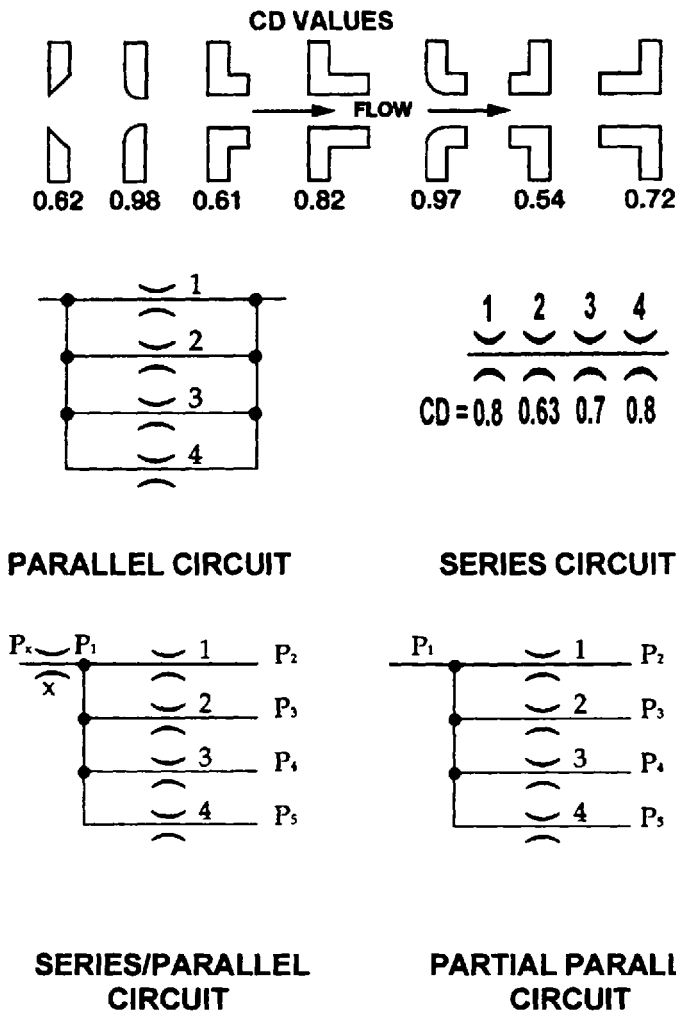 CD VALUES
FLOW
0.62 0.98 0.61 0.82 0.97 0.54 0.72
1
2
3
4
1 2 3 4
CD = 0.8 0.63 0.7 0.8
PARALLEL CIRCUIT
SERIES CIRCUIT
Px P1 1 P2
x
2 P3
3 P4
4 P5
P1 1 P2
2 P3
3 P4
4 P5
SERIES/PARALLEL
CIRCUIT
PARTIAL PARALL
CIRCUIT